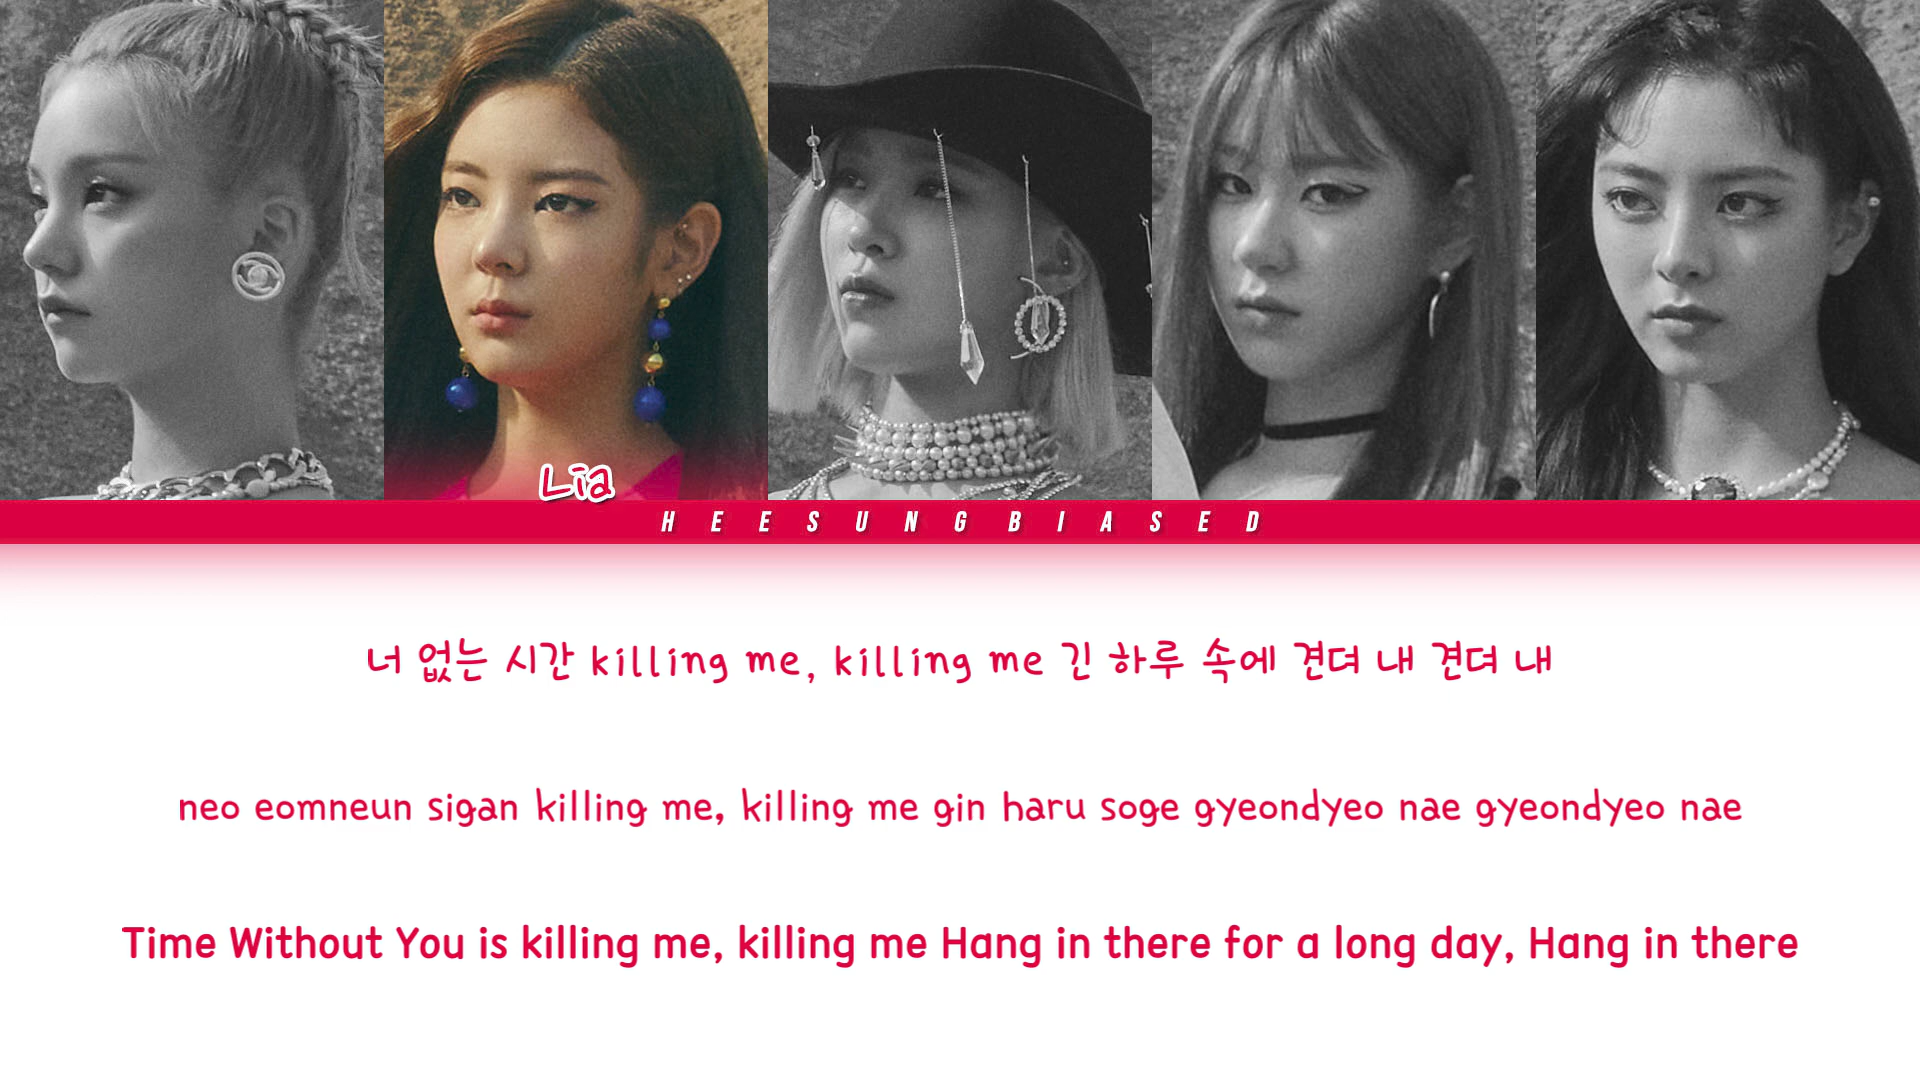 Lia
HEESUNGBIASED
너 없는 시간 killing me, killing me 긴 하루 속에 견뎌 내 견뎌 내
neo eomneun sigan killing me, killing me gin haru soge gyeondyeo nae gyeondyeo nae
Time Without You is killing me, killing me Hang in there for a long day, Hang in there